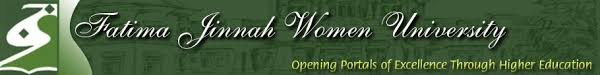 Fatima Jinnah Women University
Opening Portals of Excellence Through Higher Education